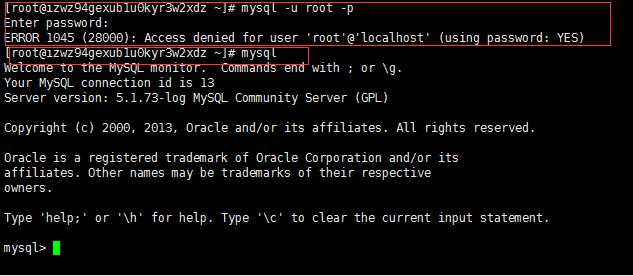 [root@izwz94gexublu0kyr3w2xdz ~]# mysql -u root -p
Enter password:
ERROR 1045 (28000): Access denied for user 'root'@'localhost' (using password: YES)
[root@izwz94gexublu0kyr3w2xdz ~]# mysql
Welcome to the MySQL monitor.  Commands end with ; or \g.
Your MySQL connection id is 13
Server version: 5.1.73-log MySQL Community Server (GPL)
Copyright (c) 2000, 2013, Oracle and/or its affiliates. All rights reserved.
Oracle is a registered trademark of Oracle Corporation and/or its
affiliates. Other names may be trademarks of their respective
owners.
Type 'help;' or '\h' for help. Type '\c' to clear the current input statement.
mysql>